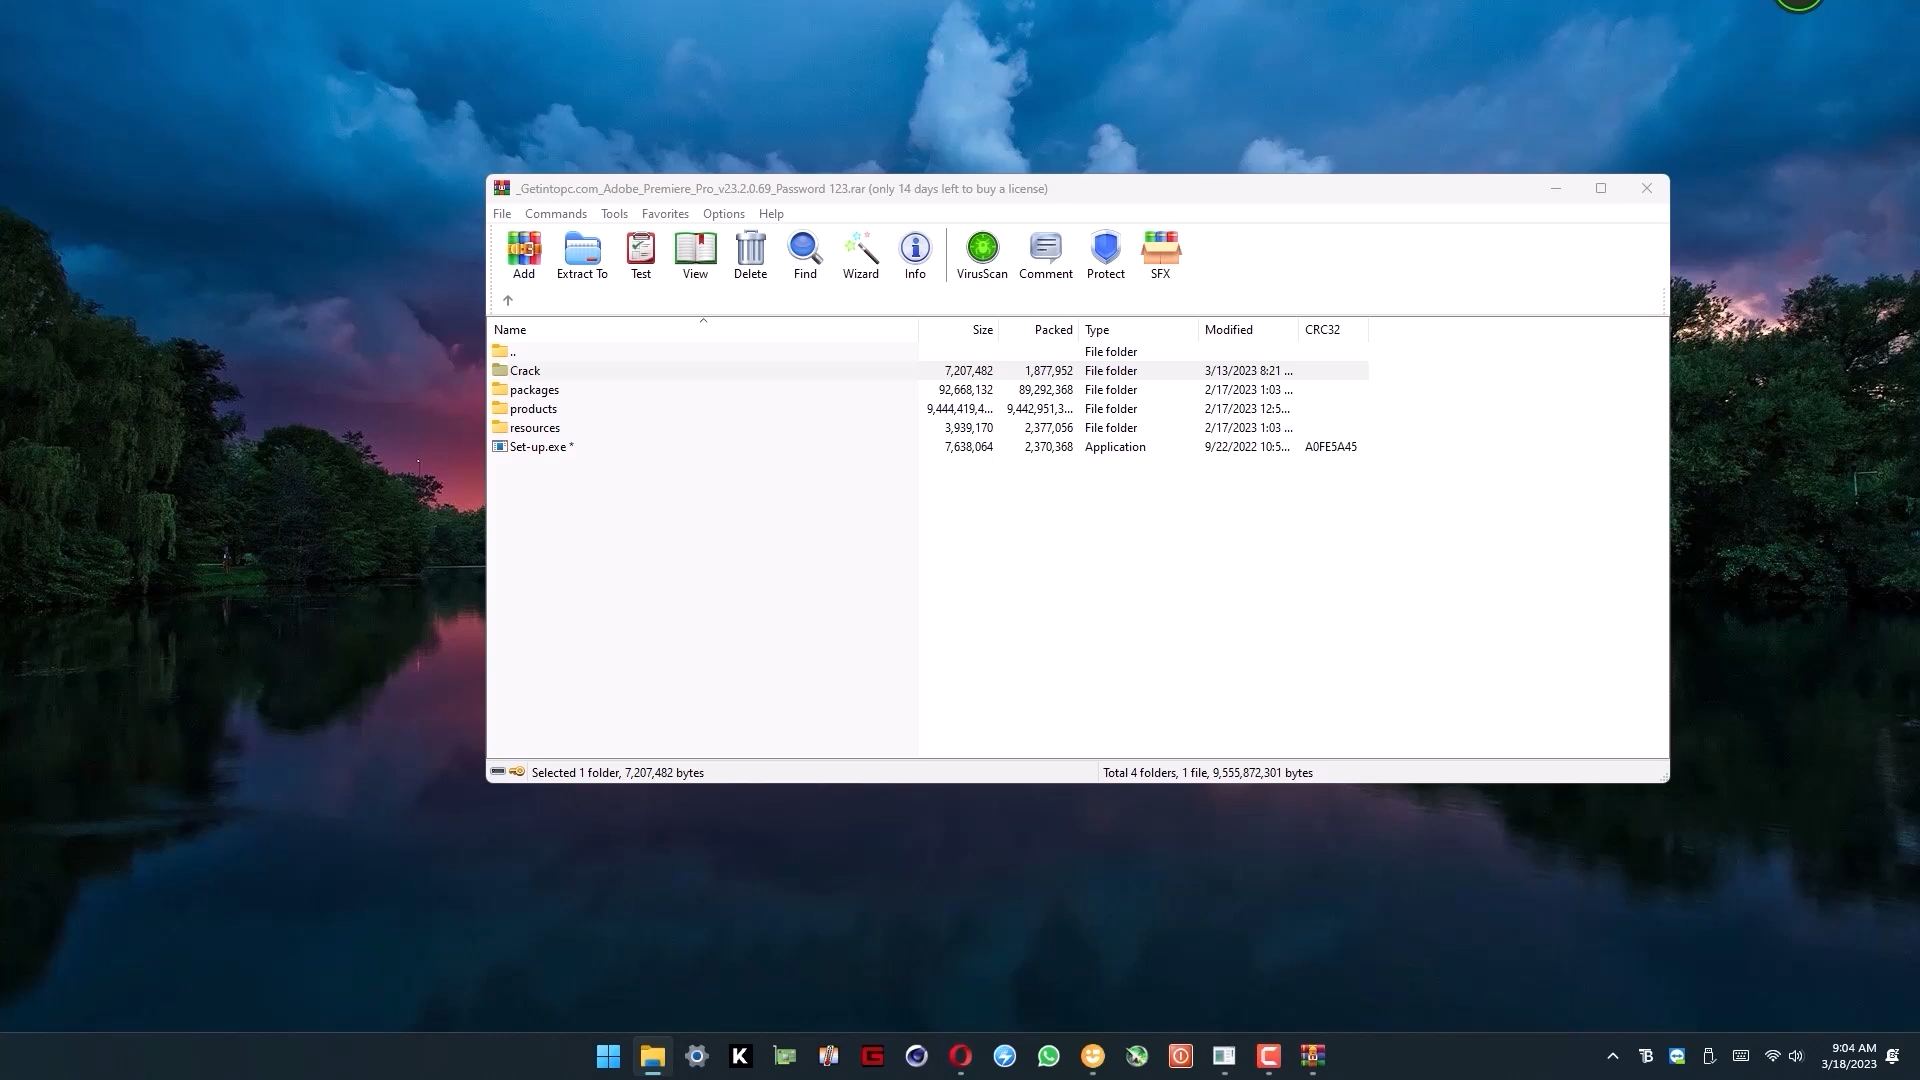 _Getintopc.com_Adobe_Premiere_Pro_v23.2.0.69_Password 123.rar (only 14 days left to buy a license)
File Commands Tools Favorites Options Help
Add Extract To Test View Delete Find Wizard Info VirusScan Comment Protect SFX
Name Size Packed Type Modified CRC32
.. File folder
Crack 7,207,482 1,877,952 File folder 3/13/2023 8:21 ...
packages 92,668,132 89,292,368 File folder 2/17/2023 1:03 ...
products 9,444,419,4... 9,442,951,3... File folder 2/17/2023 12:5...
resources 3,939,170 2,377,056 File folder 2/17/2023 1:03 ...
Set-up.exe * 7,638,064 2,370,368 Application 9/22/2022 10:5... A0FE5A45
Selected 1 folder, 7,207,482 bytes Total 4 folders, 1 file, 9,555,872,301 bytes
9:04 AM
3/18/2023